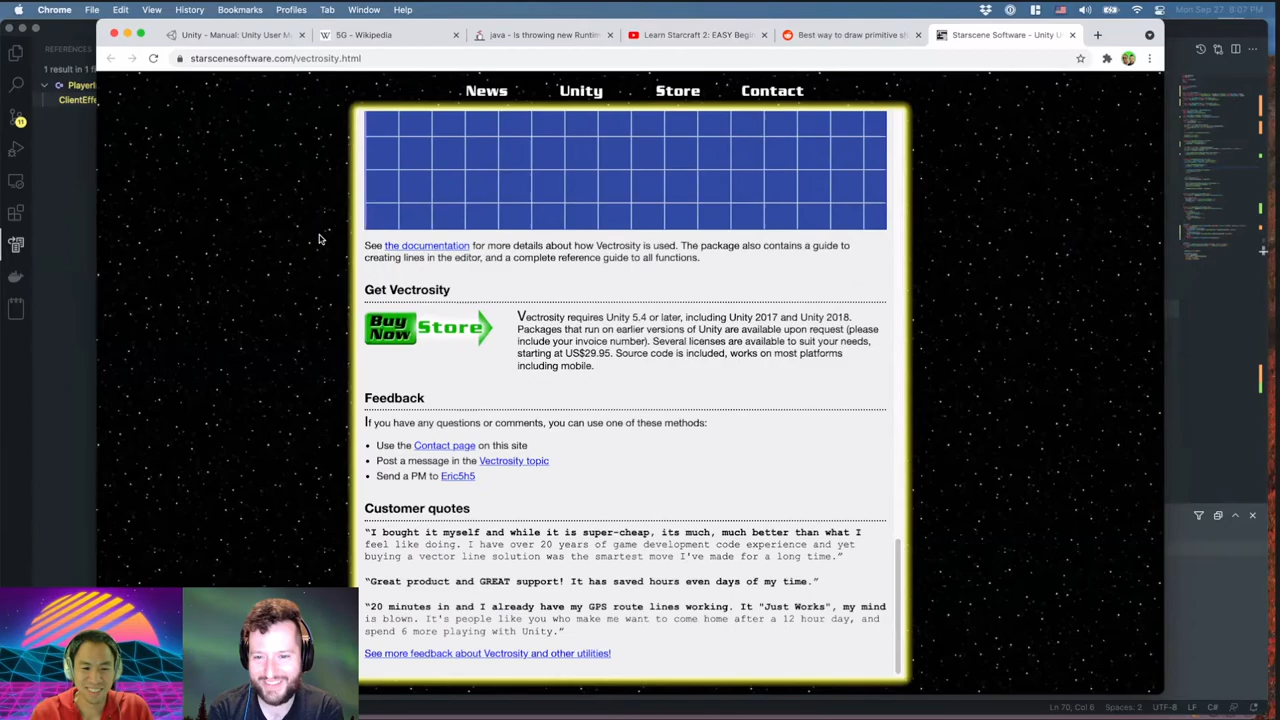 Chrome File Edit View History Bookmarks Profiles Tab Window Help Mon Sep 27 8:07 PM
Unity - Manual: Unity User M
5G - Wikipedia
java - Is throwing new Runtim
Learn Starcraft 2: EASY Begi
Best way to draw primitive sh
Starscene Software - Unity U
starscenesoftware.com/vectrosity.html
REFERENCES
1 result in 1 f
PlayerI
ClientEffe
11
News Unity Store Contact
See the documentation for more details about how Vectrosity is used. The package also contains a guide to
creating lines in the editor, and a complete reference guide to all functions.
Get Vectrosity
Buy Now Store
Vectrosity requires Unity 5.4 or later, including Unity 2017 and Unity 2018.
Packages that run on earlier versions of Unity are available upon request (please
include your invoice number). Several licenses are available to suit your needs,
starting at US$29.95. Source code is included, works on most platforms
including mobile.
Feedback
If you have any questions or comments, you can use one of these methods:
• Use the Contact page on this site
• Post a message in the Vectrosity topic
• Send a PM to Eric5h5
Customer quotes
“I bought it myself and while it is super-cheap, its much, much better than what I
feel like doing. I have over 20 years of game development code experience and yet
buying a vector line solution was the smartest move I've made for a long time.”
“Great product and GREAT support! It has saved hours even days of my time.”
“20 minutes in and I already have my GPS route lines working. It "Just Works", my mind
is blown. It's people like you who make me want to come home after a 12 hour day, and
spend 6 more playing with Unity.”
See more feedback about Vectrosity and other utilities!
Ln 70, Col 6 Spaces: 2 UTF-8 LF C#